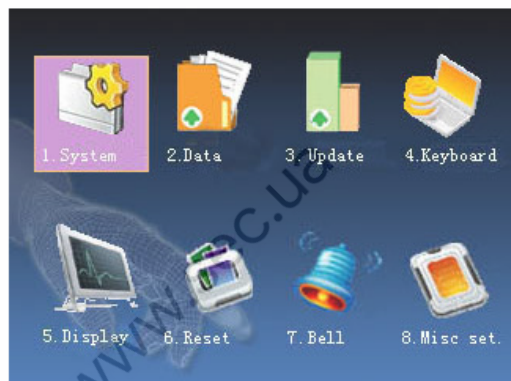 1.System 2.Data 3.Update 4.Keyboard
5.Display 6.Reset 7.Bell 8.Misc set.